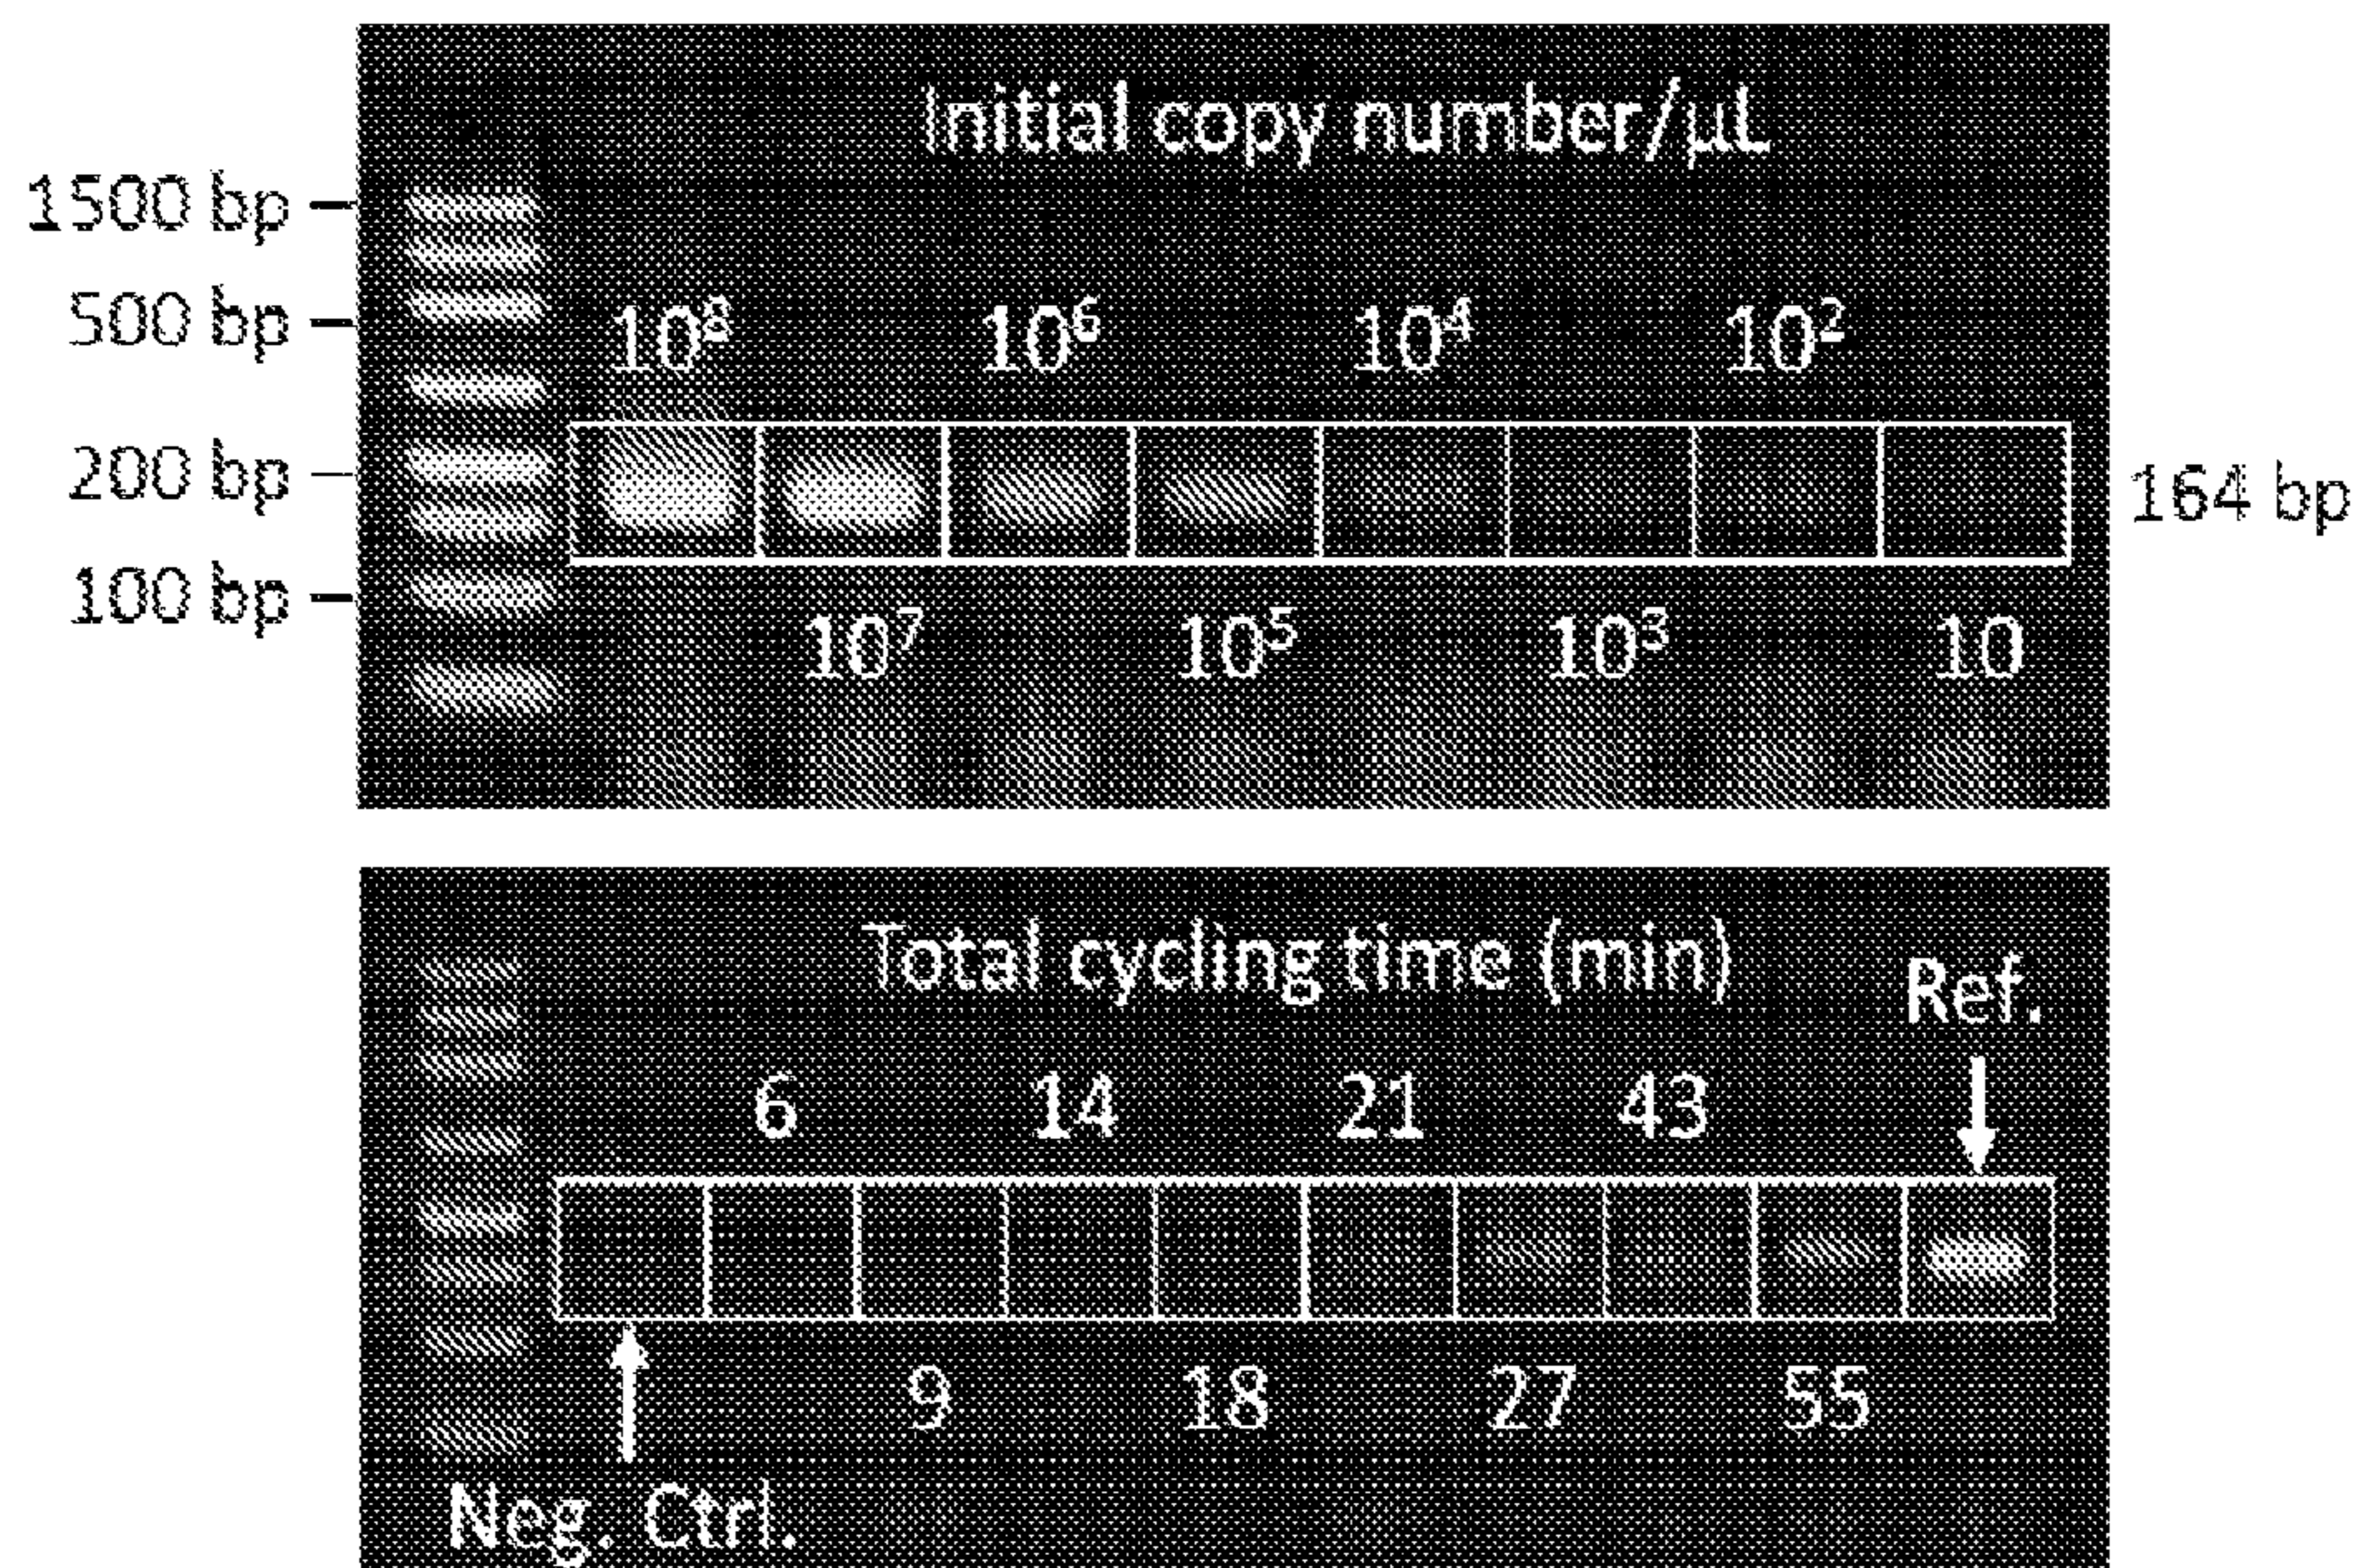 Initial copy number/µL
1500 bp
500 bp
10⁸ 10⁶ 10⁴ 10²
200 bp
164 bp
100 bp
10⁷ 10⁵ 10³ 10
Total cycling time (min)
Ref.
6 14 21 43
9 18 27 55
Neg. Ctrl.